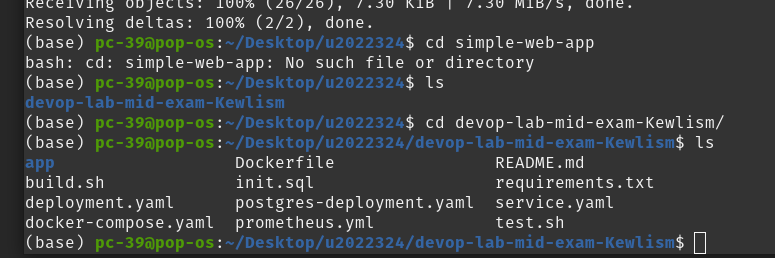 Receiving objects: 100% (26/26), 7.30 KiB | 7.30 MiB/s, done.
Resolving deltas: 100% (2/2), done.
(base) pc-39@pop-os:~/Desktop/u2022324$ cd simple-web-app
bash: cd: simple-web-app: No such file or directory
(base) pc-39@pop-os:~/Desktop/u2022324$ ls
devop-lab-mid-exam-Kewlism
(base) pc-39@pop-os:~/Desktop/u2022324$ cd devop-lab-mid-exam-Kewlism/
(base) pc-39@pop-os:~/Desktop/u2022324/devop-lab-mid-exam-Kewlism$ ls
app Dockerfile README.md
build.sh init.sql requirements.txt
deployment.yaml postgres-deployment.yaml service.yaml
docker-compose.yaml prometheus.yml test.sh
(base) pc-39@pop-os:~/Desktop/u2022324/devop-lab-mid-exam-Kewlism$